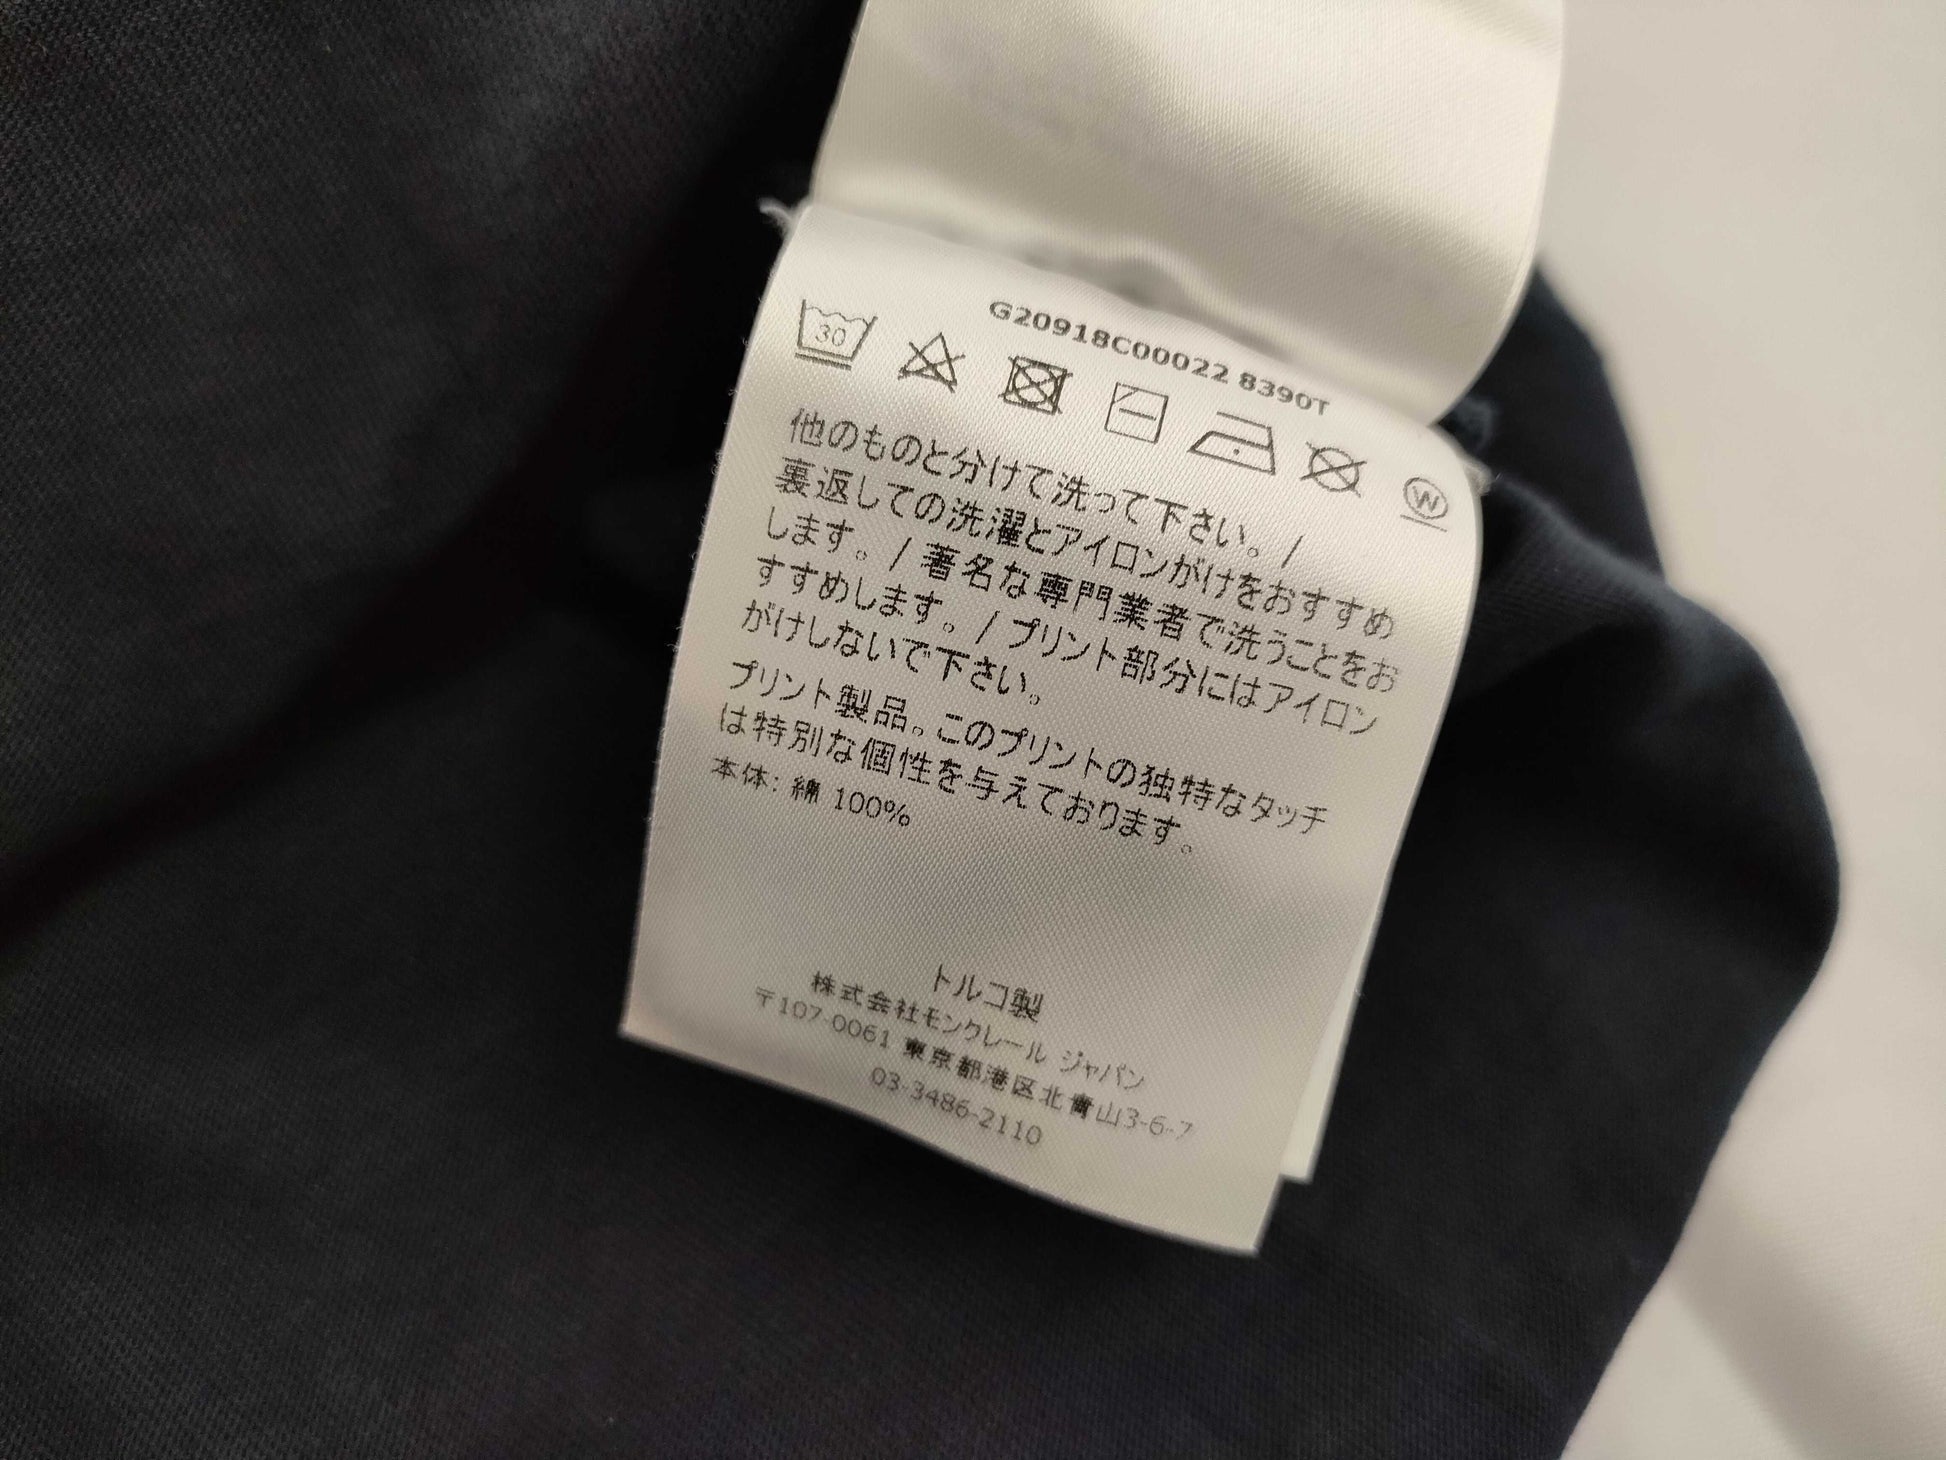 G20918C00022 8390T
30
W
他のものと分けて洗って下さい。/
裏返しての洗濯とアイロンがけをおすすめ
します。/ 著名な専門業者で洗うことをお
すすめします。/ プリント部分にはアイロン
がけしないで下さい。
プリント製品。このプリントの独特なタッチ
は特別な個性を与えております。
本体: 綿 100%
トルコ製
株式会社モンクレール ジャパン
〒107-0061 東京都港区北青山3-6-7
03-3486-2110